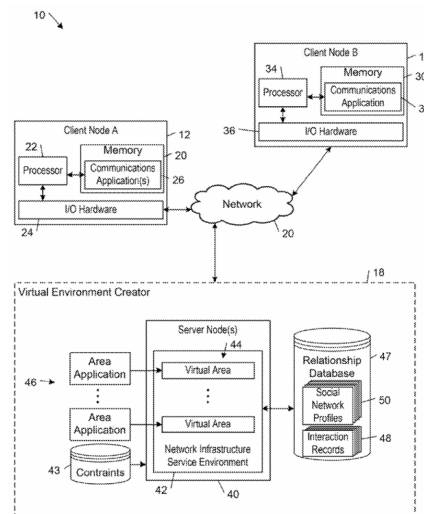 10
Client Node B
34
Processor
Memory
30
Communications
Application
36
I/O Hardware
Client Node A
12
22
Processor
Memory
20
Communications
Application(s)
26
I/O Hardware
24
Network
20
18
Virtual Environment Creator
Server Node(s)
44
47
Area
Application
Virtual Area
Relationship
Database
46
Social
Network
Profiles
50
Area
Application
Virtual Area
Interaction
Records
48
43
Contraints
Network Infrastructure
Service Environment
42
40